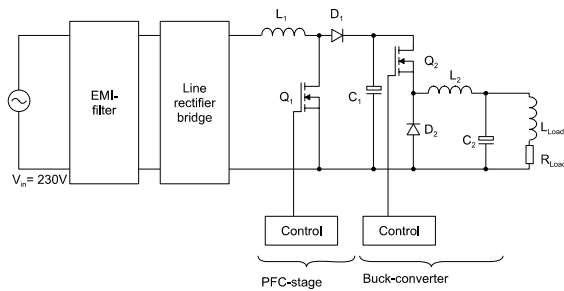 L1
D1
EMI-
filter
Line
rectifier
bridge
Q1
C1
Q2
L2
D2
C2
LLoad
RLoad
Vin= 230V
Control
Control
PFC-stage
Buck-converter